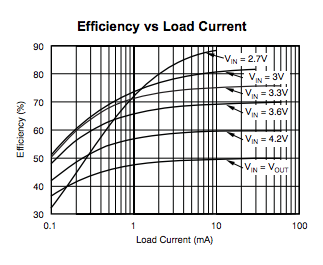 Efficiency vs Load Current
90
80
70
60
50
40
30
Efficiency (%)
VIN = 2.7V
VIN = 3V
VIN = 3.3V
VIN = 3.6V
VIN = 4.2V
VIN = VOUT
0.1
1
10
100
Load Current (mA)